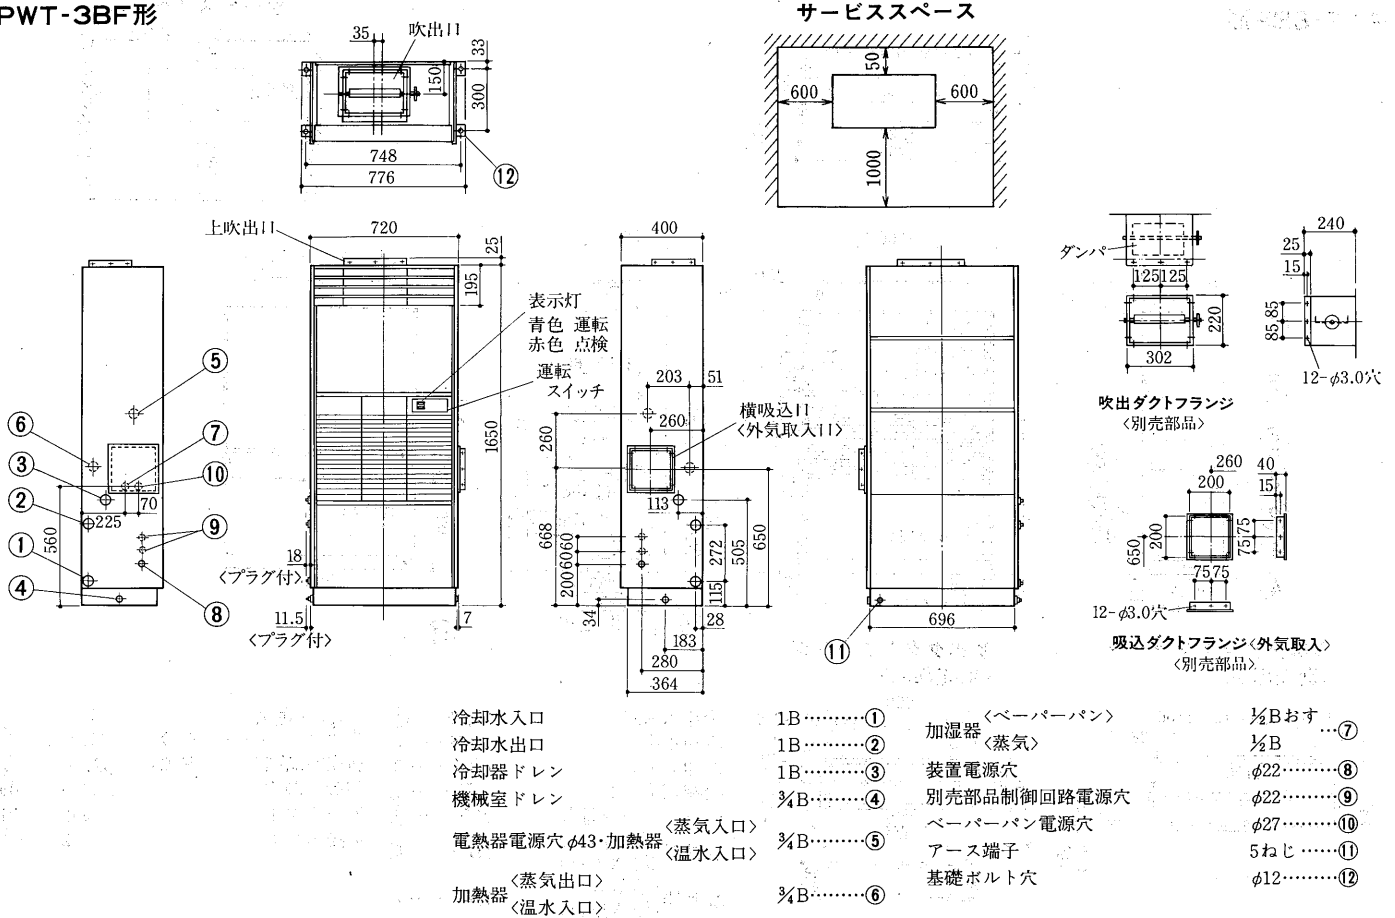 PWT-3BF形
サービススペース
35
吹出口
33
150
300
748
776
⑫
50
600
600
1000
上吹出口
720
25
195
表示灯
青色 運転
赤色 点検
運転
スイッチ
1650
⑤
⑥
⑦
③
⑩
②
70
225
⑨
560
①
④
⑧
18
〈プラグ付〉
11.5
〈プラグ付〉
7
400
203
51
260
横吸込口
〈外気取入口〉
260
113
668
60
60
200
272
505
650
115
34
28
183
280
364
⑪
696
ダンパ
125
125
220
302
240
25
15
85
85
12-φ3.0穴
吹出ダクトフランジ
〈別売部品〉
260
40
200
15
650
200
75
75
75
75
12-φ3.0穴
吸込ダクトフランジ〈外気取入〉
〈別売部品〉
冷却水入口 1B………①
冷却水出口 1B………②
冷却器ドレン 1B………③
機械室ドレン ¾B………④
電熱器電源穴φ43・加熱器〈蒸気入口〉〈温水入口〉 ¾B………⑤
加熱器〈蒸気出口〉〈温水入口〉 ¾B………⑥
加湿器〈ベーパーパン〉 ½Bおす
〈蒸気〉 ½B …⑦
装置電源穴 φ22………⑧
別売部品制御回路電源穴 φ22………⑨
ベーパーパン電源穴 φ27………⑩
アース端子 5ねじ……⑪
基礎ボルト穴 φ12………⑫